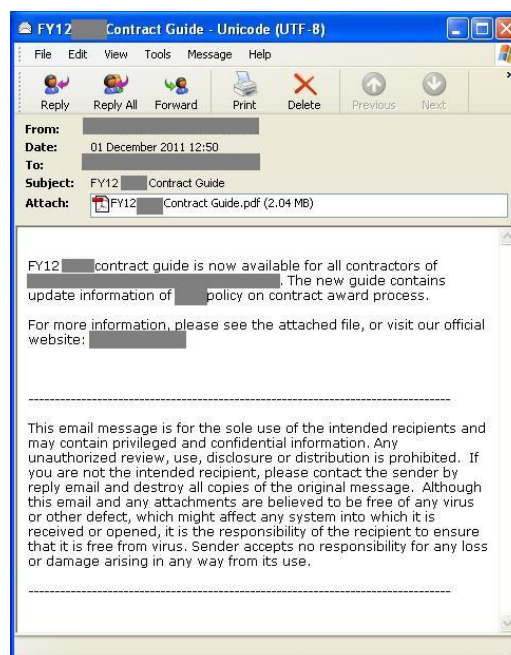 FY12 Contract Guide - Unicode (UTF-8)
File Edit View Tools Message Help
Reply Reply All Forward Print Delete Previous Next
From:
Date: 01 December 2011 12:50
To:
Subject: FY12 Contract Guide
Attach: FY12 Contract Guide.pdf (2.04 MB)
FY12 contract guide is now available for all contractors of
. The new guide contains
update information of policy on contract award process.
For more information, please see the attached file, or visit our official
website:
--------------------------------------------------------------------------
This email message is for the sole use of the intended recipients and
may contain privileged and confidential information. Any
unauthorized review, use, disclosure or distribution is prohibited. If
you are not the intended recipient, please contact the sender by
reply email and destroy all copies of the original message. Although
this email and any attachments are believed to be free of any virus
or other defect, which might affect any system into which it is
received or opened, it is the responsibility of the recipient to ensure
that it is free from virus. Sender accepts no responsibility for any loss
or damage arising in any way from its use.
--------------------------------------------------------------------------